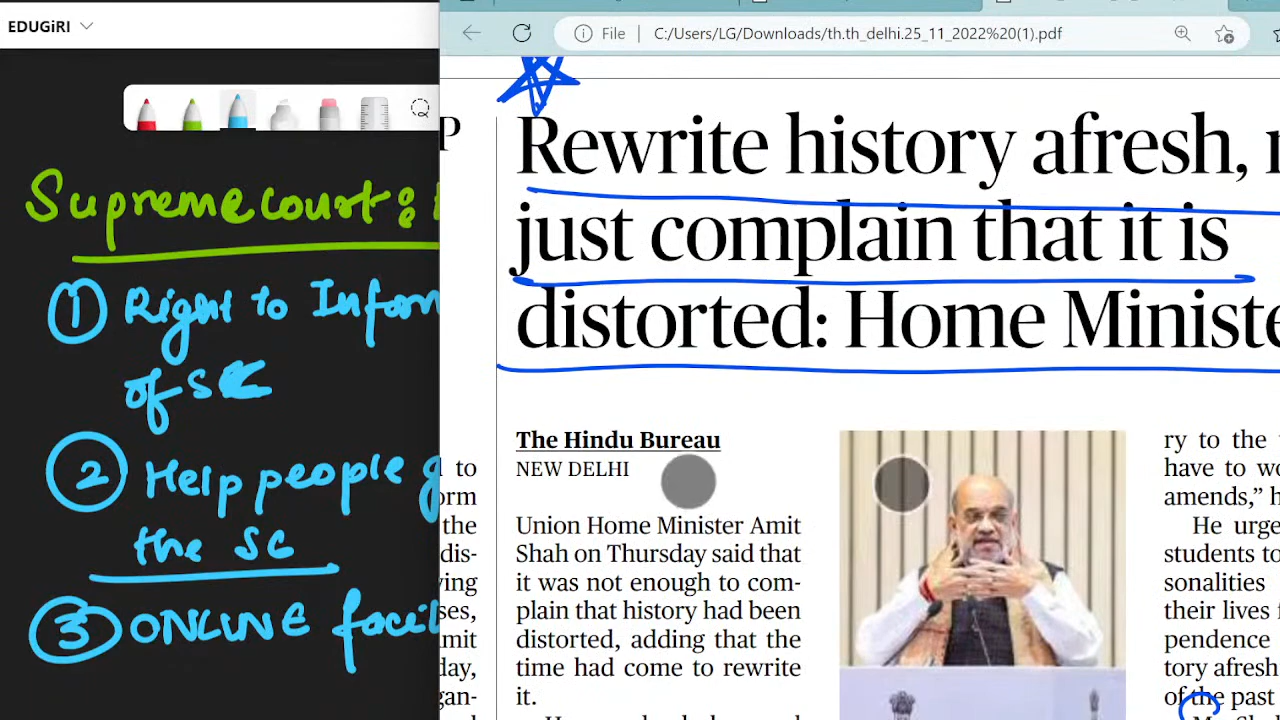 EDUGiRI
File
C:/Users/LG/Downloads/th.th_delhi.25_11_2022%20(1).pdf
Supremecourt:
① Right to Infor
of SC
② Help people g
the SC
③ ONLINE facil
P
to
orm
the
dis-
ving
ses,
mit
day,
gan-
Rewrite history afresh,
just complain that it is
distorted: Home Ministe
The Hindu Bureau
NEW DELHI
Union Home Minister Amit
Shah on Thursday said that
it was not enough to com-
plain that history had been
distorted, adding that the
time had come to rewrite
it.
ry to the
have to wo
amends,” h
He urge
students to
sonalities
their lives f
pendence
tory afresh
of the past